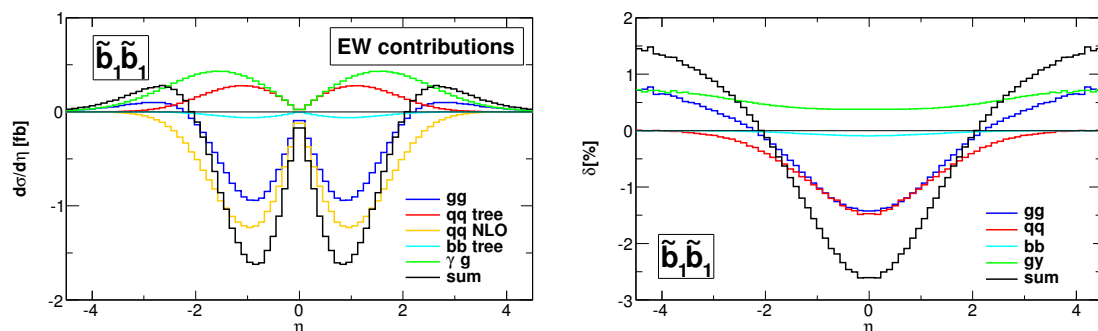 1
0
-1
-2
dσ/dη [fb]
b̃₁b̃₁
EW contributions
gg
qq tree
qq NLO
bb tree
γ g
sum
-4
-2
0
2
4
η
2
1
0
-1
-2
-3
δ[%]
gg
qq
bb
gy
sum
b̃₁b̃₁
-4
-2
0
2
4
η